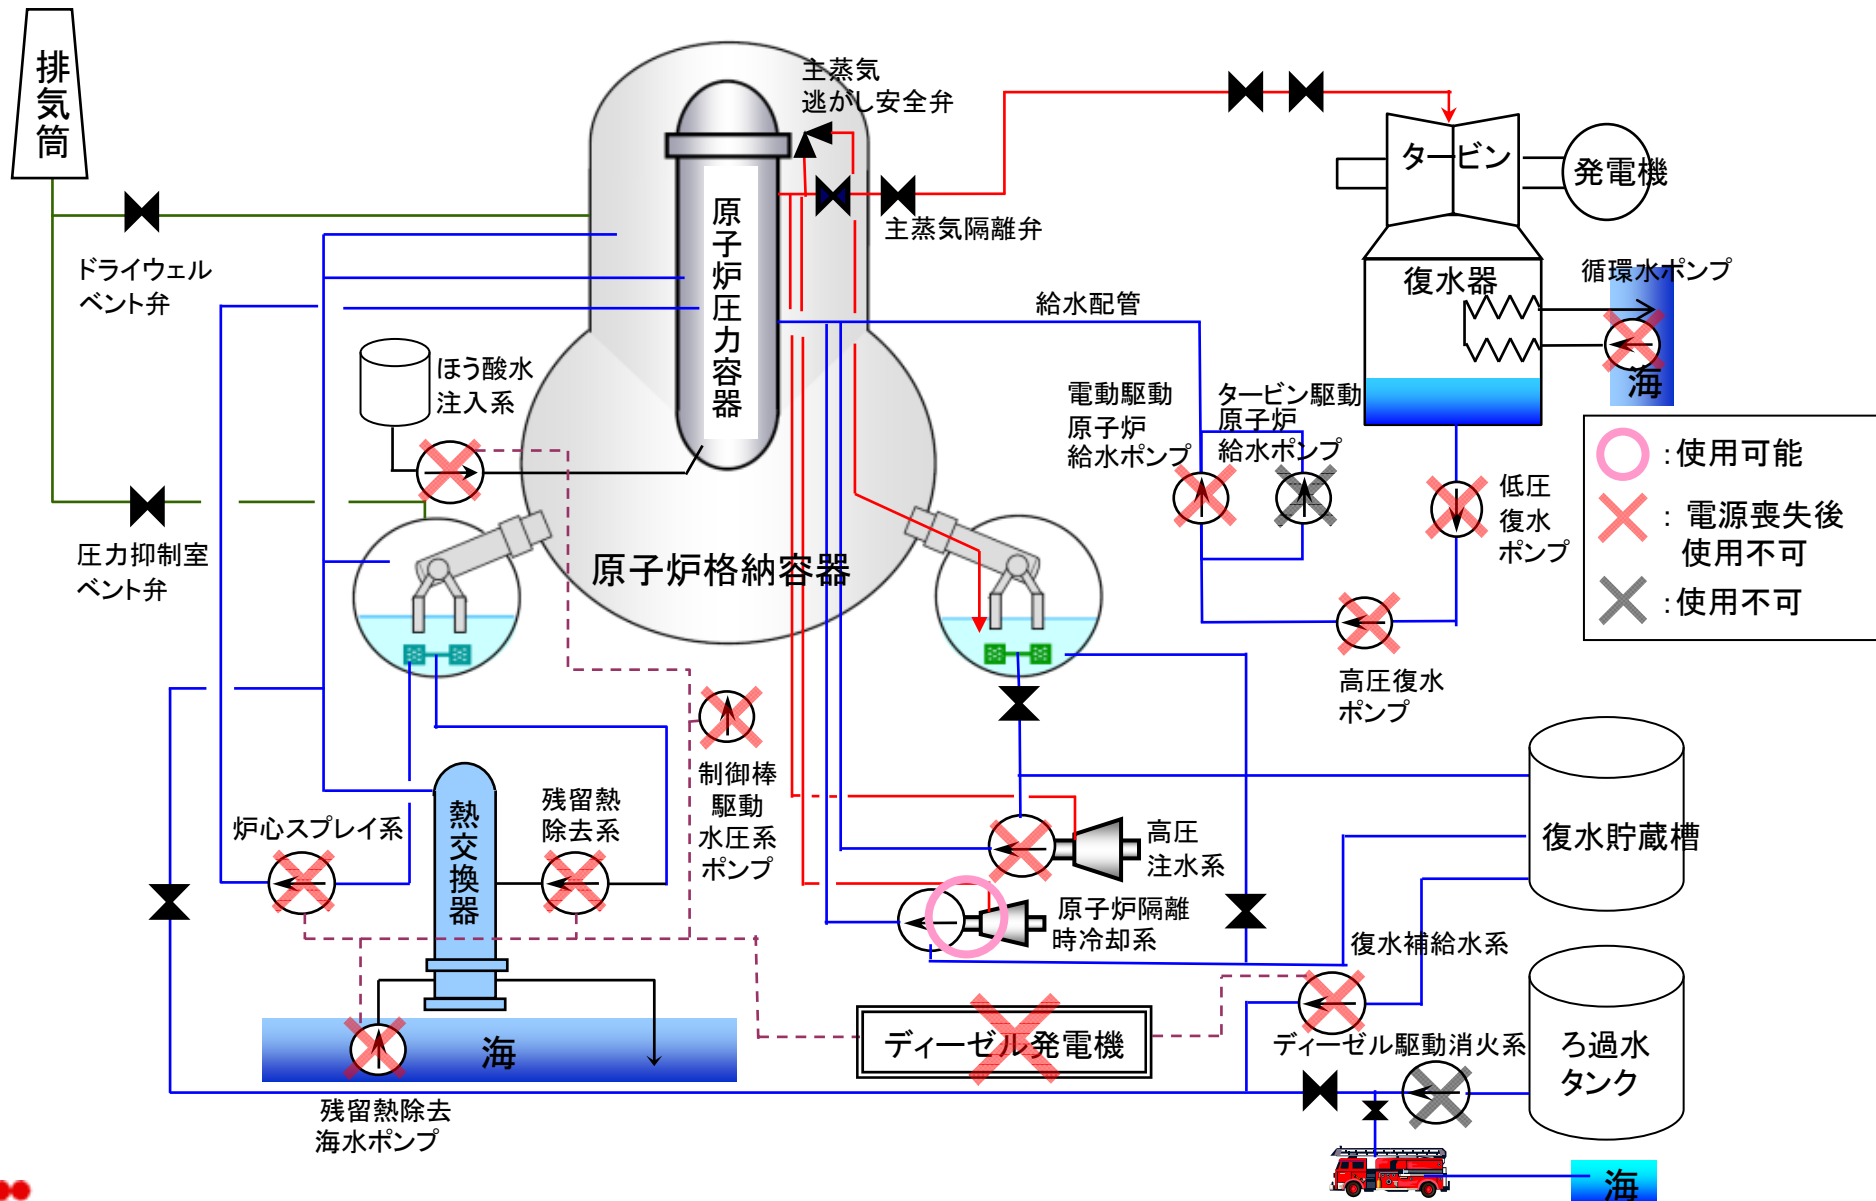 排気筒
主蒸気
逃がし安全弁
タービン
発電機
原子炉圧力容器
主蒸気隔離弁
ドライウェル
ベント弁
復水器
循環水ポンプ
海
給水配管
ほう酸水
注入系
電動駆動
原子炉
給水ポンプ
タービン駆動
原子炉
給水ポンプ
低圧
復水
ポンプ
：使用可能
：電源喪失後
使用不可
：使用不可
圧力抑制室
ベント弁
原子炉格納容器
高圧復水
ポンプ
制御棒
駆動
水圧系
ポンプ
炉心スプレイ系
熱交換器
残留熱
除去系
高圧
注水系
復水貯蔵槽
原子炉隔離
時冷却系
復水補給水系
海
ディーゼル発電機
ディーゼル駆動消火系
ろ過水
タンク
残留熱除去
海水ポンプ
海